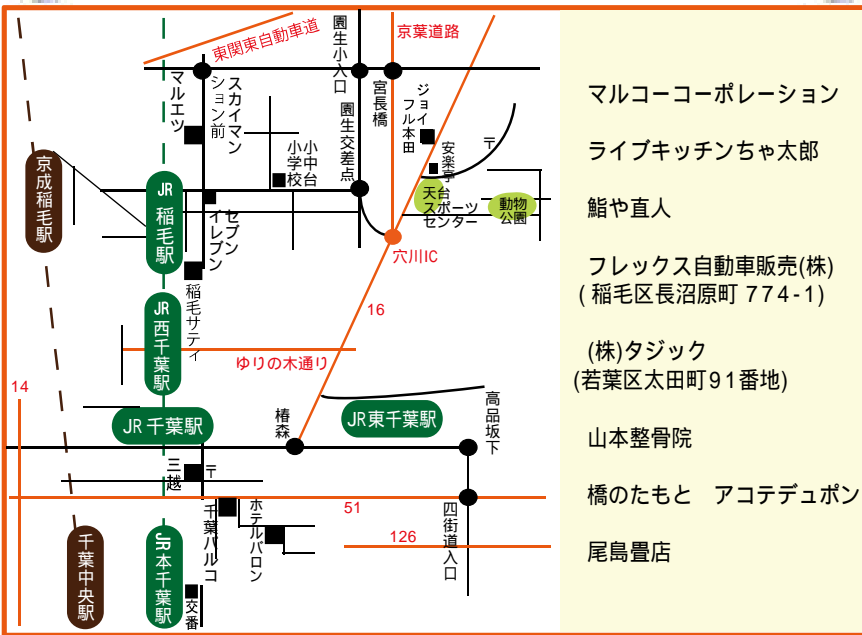 東関東自動車道
園生小入口
京葉道路
マルエツ
スカイマン
ション前
小中台
小学校
園生交差点
宮長橋
ジョイ
フル本田
安楽亭
〒
京成稲毛駅
JR
稲毛駅
セブン
イレブン
天台
スポーツ
センター
動物
公園
穴川IC
稲毛サティ
16
JR
西千葉駅
ゆりの木通り
14
JR千葉駅
椿森
JR東千葉駅
高品坂下
三越
〒
千葉パルコ
ホテルバロン
51
126
四街道入口
千葉中央駅
JR本千葉駅
交番
マルコーコーポレーション
ライブキッチンちゃ太郎
鮨や直人
フレックス自動車販売(株)
(稲毛区長沼原町 774-1)
(株)タジック
(若葉区太田町91番地)
山本整骨院
橋のたもと　アコテデュポン
尾島畳店